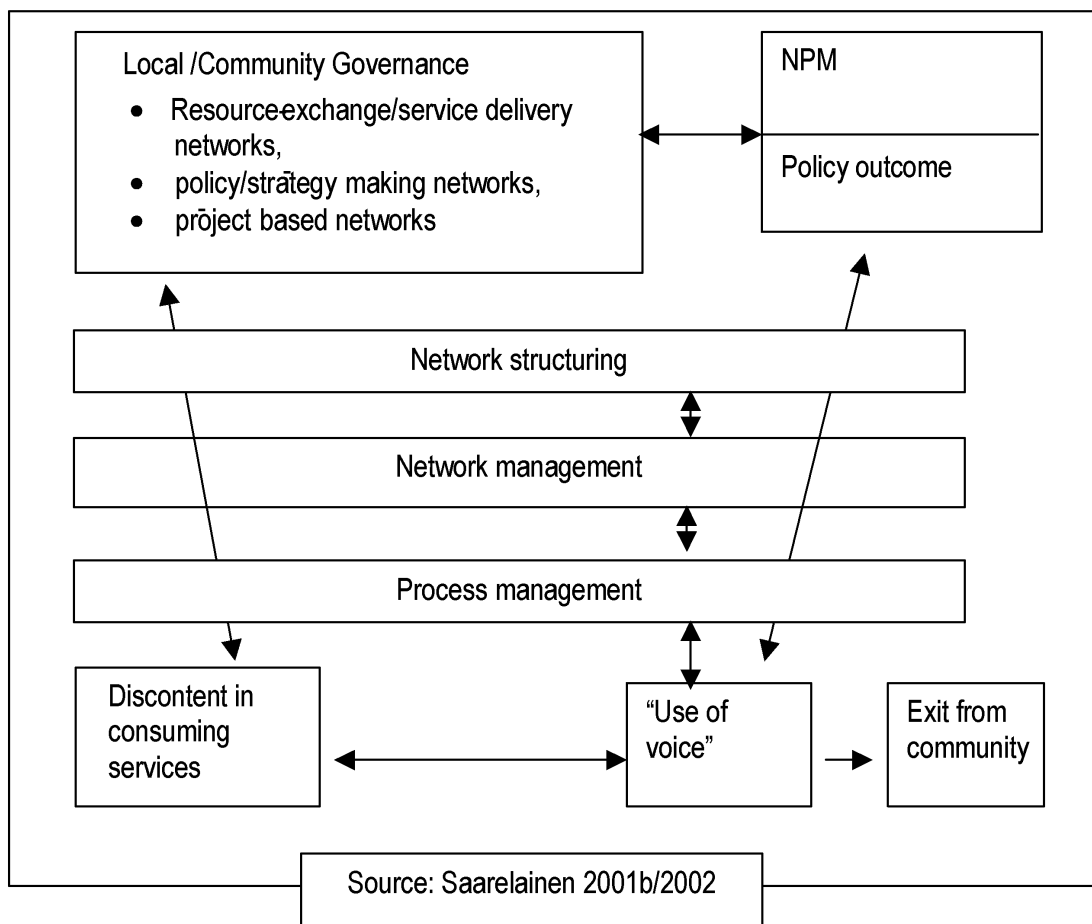 Local /Community Governance
• Resource-exchange/service delivery
networks,
• policy/strategy making networks,
• project based networks
NPM
Policy outcome
Network structuring
Network management
Process management
Discontent in
consuming
services
“Use of
voice”
Exit from
community
Source: Saarelainen 2001b/2002